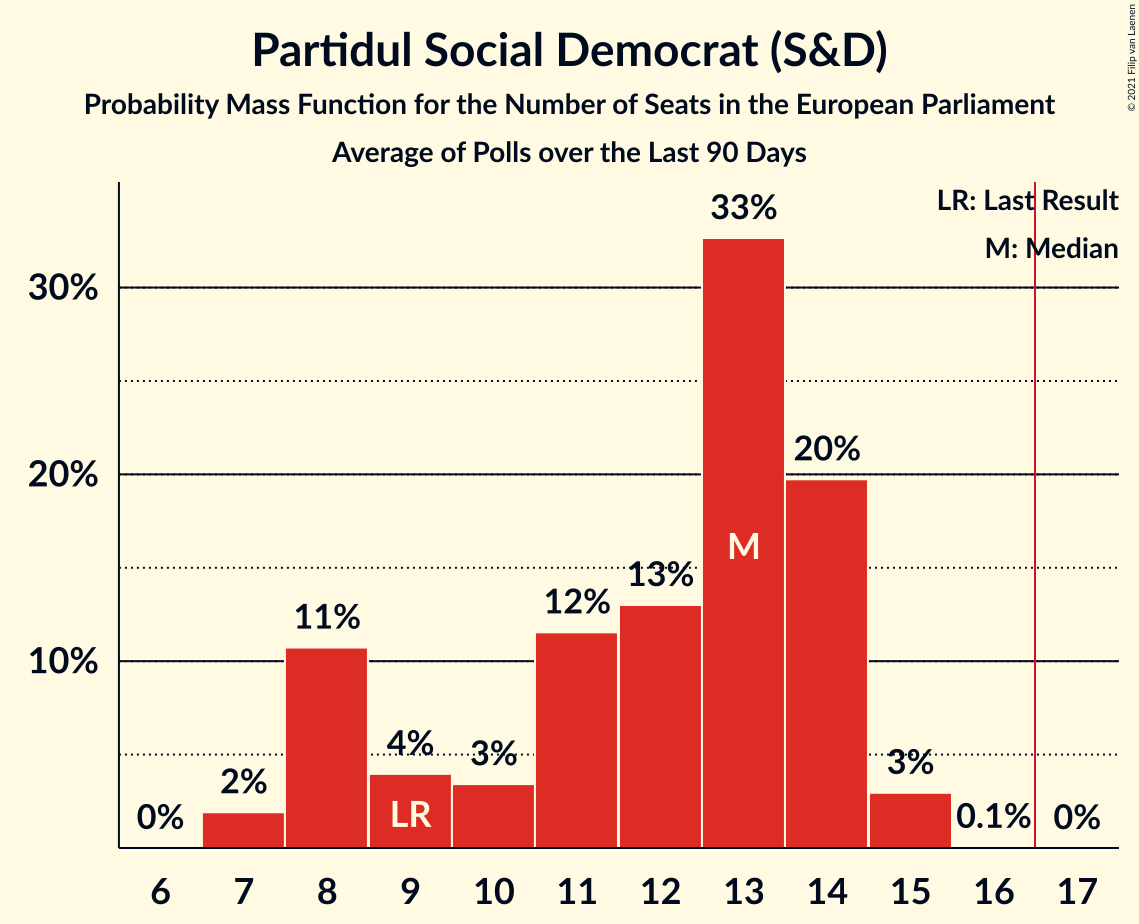 Partidul Social Democrat (S&D)
Probability Mass Function for the Number of Seats in the European Parliament
Average of Polls over the Last 90 Days
© 2021 Filip van Laenen
LR: Last Result
M: Median
33%
30%
20%
20%
M
13%
12%
11%
10%
4%
3%
3%
2%
LR
0%
0.1%
0%
6 7 8 9 10 11 12 13 14 15 16 17